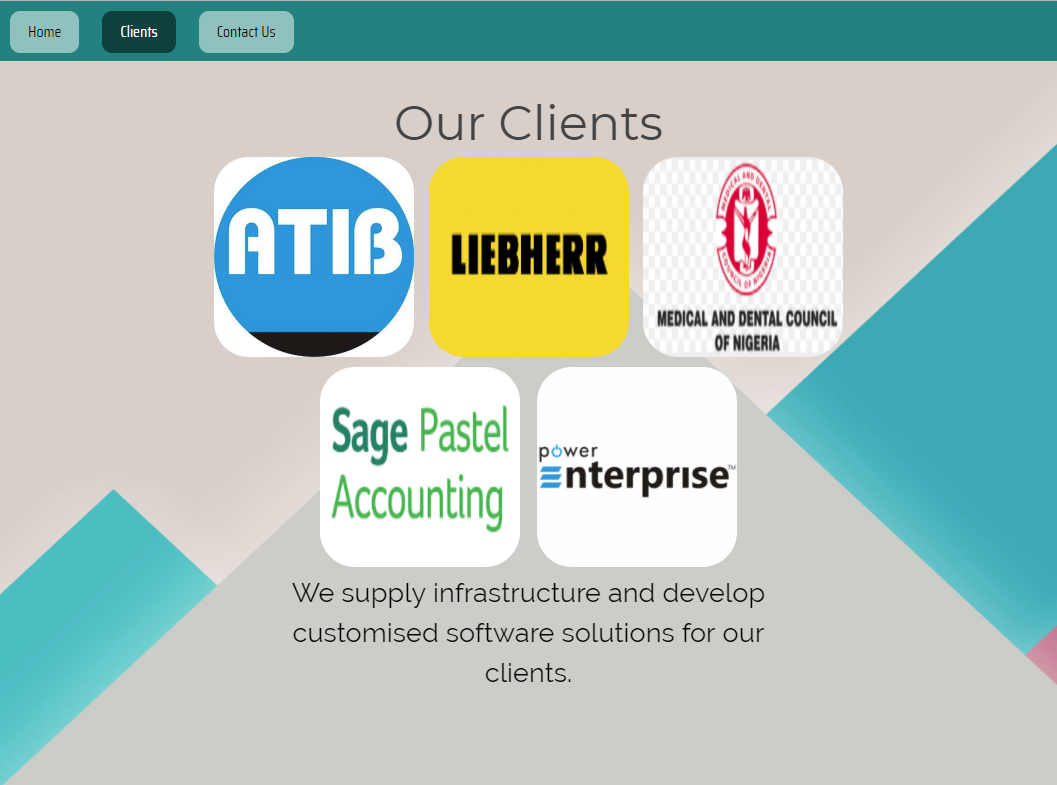 Home Clients Contact Us
Our Clients
ATIB
LIEBHERR
MEDICAL AND DENTAL
COUNCIL OF NIGERIA
MEDICAL AND DENTAL COUNCIL
OF NIGERIA
Sage Pastel
Accounting
power
Enterprise™
We supply infrastructure and develop
customised software solutions for our
clients.